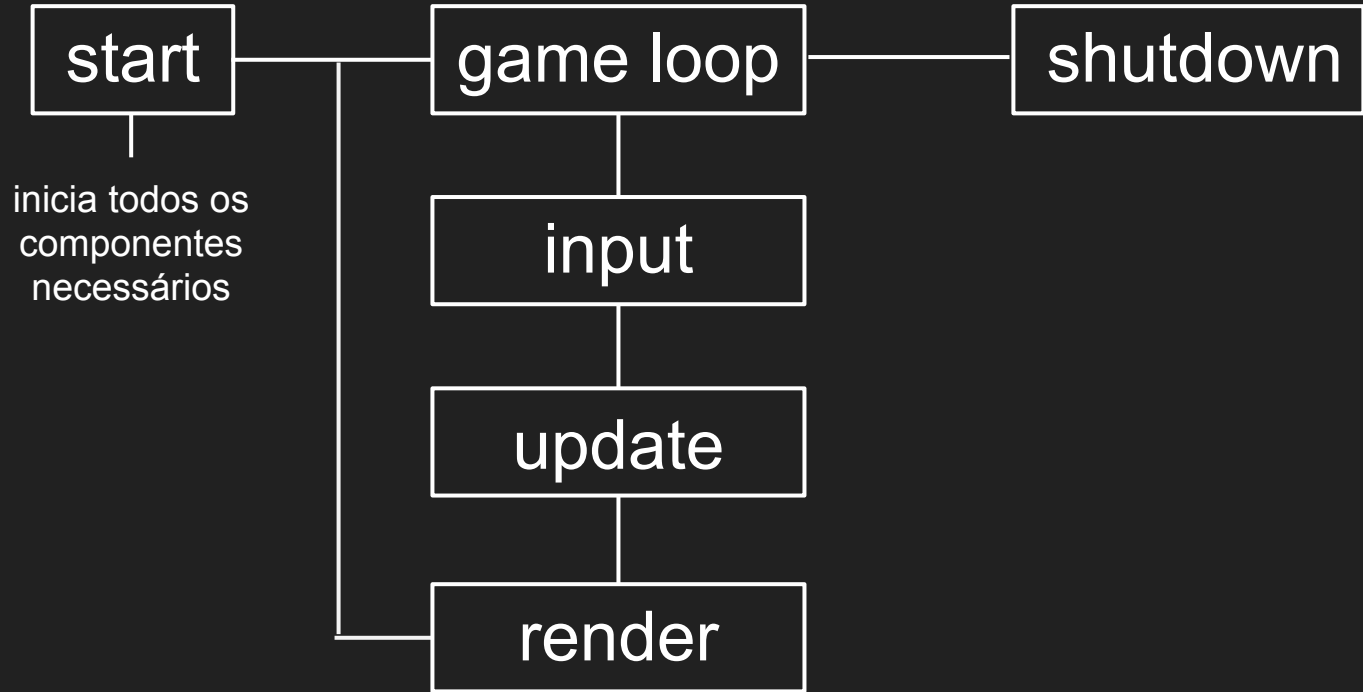 start
game loop
shutdown
inicia todos os
componentes
necessários
input
update
render